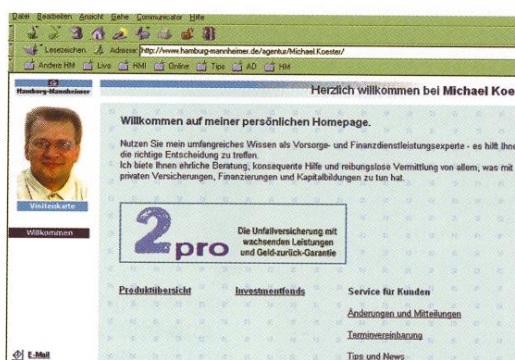 Datei Bearbeiten Ansicht Gehe Communicator Hilfe
Lesezeichen Adresse: http://www.hamburg-mannheimer.de/agentur/Michael.Koester/
Andere HM Live HMI Online Tips AD HM
Hamburg-Mannheimer
Herzlich willkommen bei Michael Koe
Willkommen auf meiner persönlichen Homepage.
Nutzen Sie mein umfangreiches Wissen als Vorsorge- und Finanzdienstleistungsexperte - es hilft Ihne
die richtige Entscheidung zu treffen.
Ich biete Ihnen ehrliche Beratung, konsequente Hilfe und reibungslose Vermittlung von allem, was mit
privaten Versicherungen, Finanzierungen und Kapitalbildungen zu tun hat.
Visitenkarte
Willkommen
2pro
Die Unfallversicherung mit
wachsenden Leistungen
und Geld-zurück-Garantie
Produktübersicht
Investmentfonds
Service für Kunden
Änderungen und Mitteilungen
Terminvereinbarung
Tips und News
E-Mail